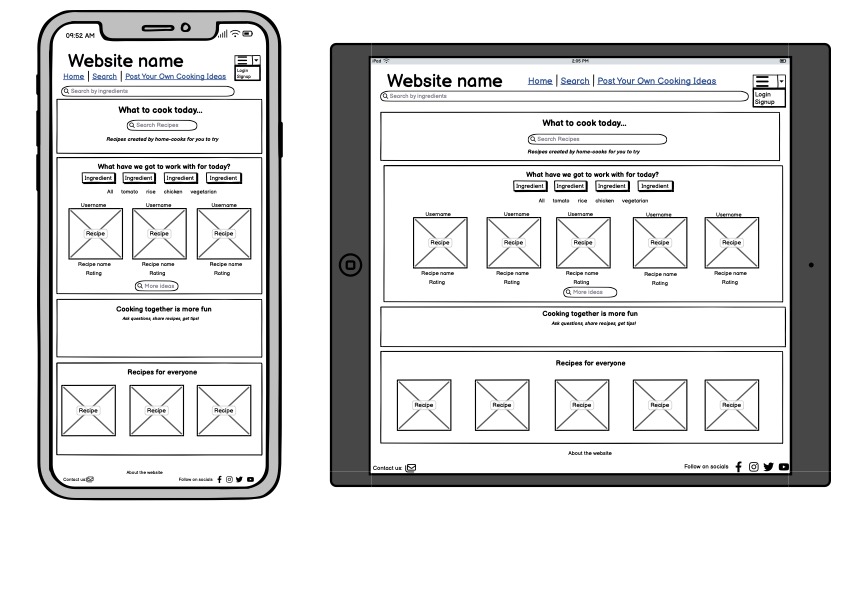 09:52 AM
Website name
Home | Search | Post Your Own Cooking Ideas
Login
Signup
Search by ingredients
What to cook today...
Search Recipes
Recipes created by home-cooks for you to try
What have we got to work with for today?
Ingredient Ingredient Ingredient Ingredient
All tomato rice chicken vegetarian
Username Username Username
Recipe Recipe Recipe
Recipe name Recipe name Recipe name
Rating Rating Rating
More ideas
Cooking together is more fun
Ask questions, share recipes, get tips!
Recipes for everyone
Recipe Recipe Recipe
About the website
Contact us Follow on socials
iPad 2:05 PM
Website name Home | Search | Post Your Own Cooking Ideas
Login
Signup
Search by ingredients
What to cook today...
Search Recipes
Recipes created by home-cooks for you to try
What have we got to work with for today?
Ingredient Ingredient Ingredient Ingredient
All tomato rice chicken vegetarian
Username Username Username Username Username
Recipe Recipe Recipe Recipe Recipe
Recipe name Recipe name Recipe name Recipe name Recipe name
Rating Rating Rating Rating Rating
More ideas
Cooking together is more fun
Ask questions, share recipes, get tips!
Recipes for everyone
Recipe Recipe Recipe Recipe Recipe
About the website
Contact us: Follow on socials